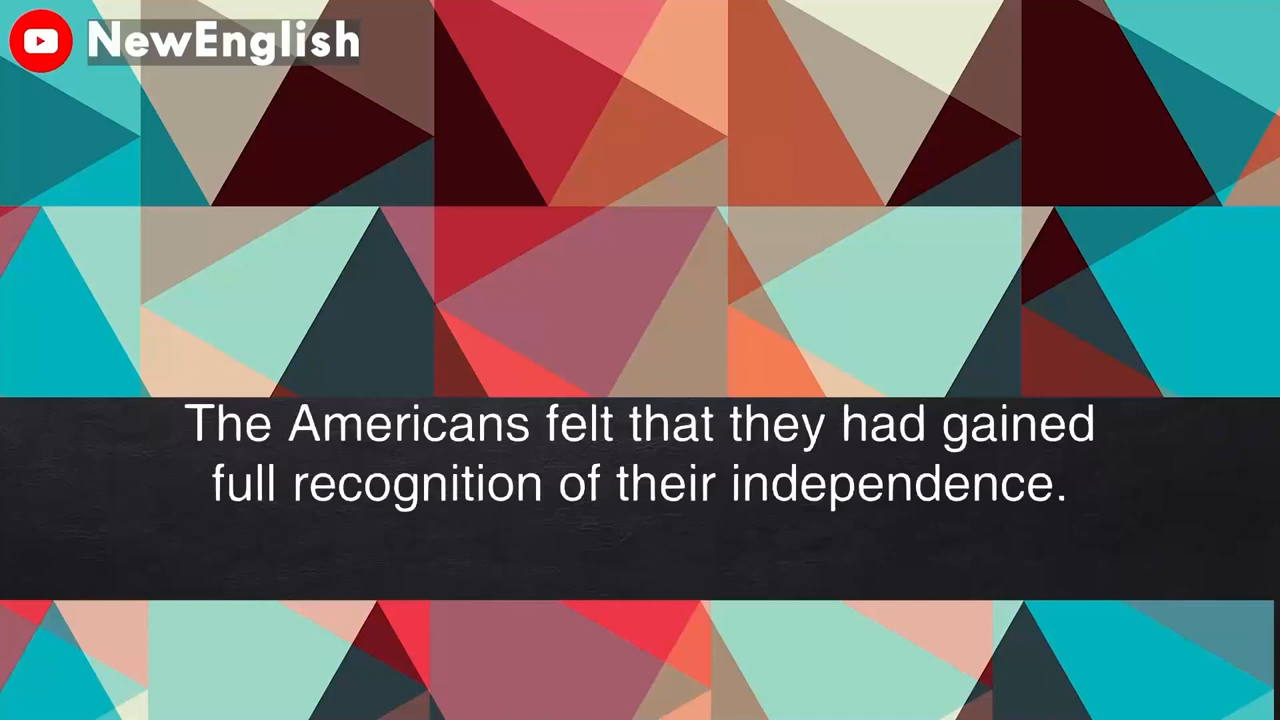 NewEnglish
The Americans felt that they had gained
full recognition of their independence.